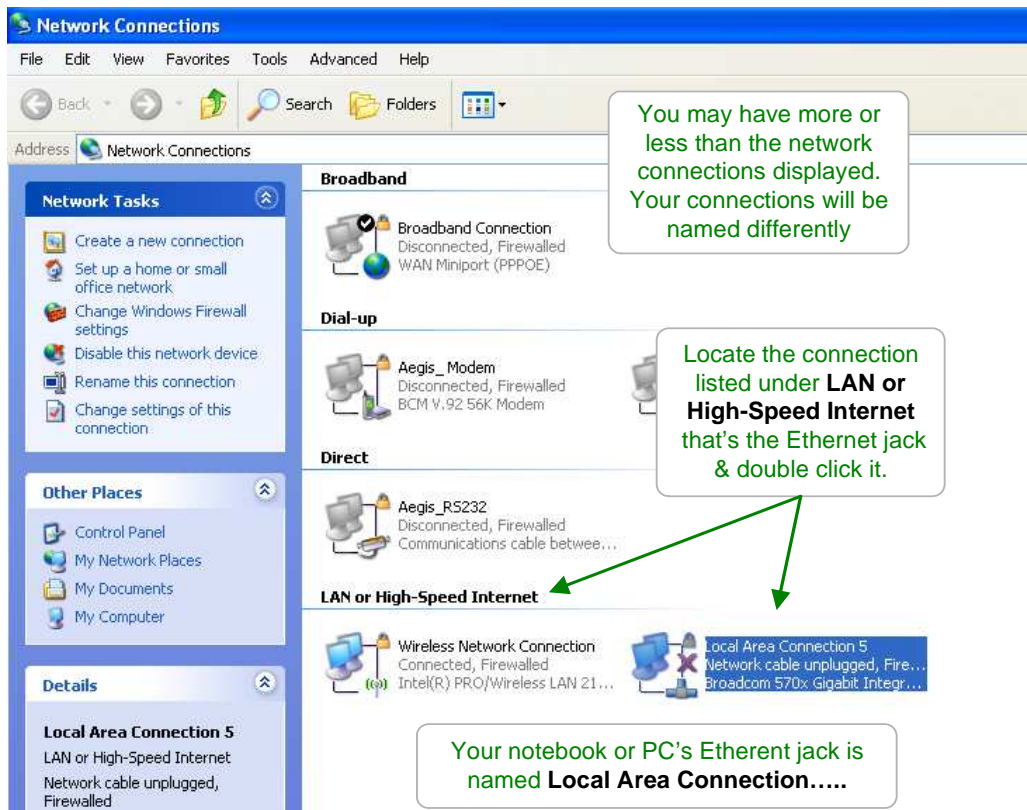 Network Connections
File Edit View Favorites Tools Advanced Help
Back Search Folders
Address Network Connections
You may have more or
less than the network
connections displayed.
Your connections will be
named differently
Network Tasks
Create a new connection
Set up a home or small
office network
Change Windows Firewall
settings
Disable this network device
Rename this connection
Change settings of this
connection
Other Places
Control Panel
My Network Places
My Documents
My Computer
Details
Local Area Connection 5
LAN or High-Speed Internet
Network cable unplugged,
Firewalled
Broadband
Broadband Connection
Disconnected, Firewalled
WAN Miniport (PPPOE)
Dial-up
Aegis_ Modem
Disconnected, Firewalled
BCM V.92 56K Modem
Locate the connection
listed under LAN or
High-Speed Internet
that's the Ethernet jack
& double click it.
Direct
Aegis_RS232
Disconnected, Firewalled
Communications cable betwee...
LAN or High-Speed Internet
Wireless Network Connection
Connected, Firewalled
Intel(R) PRO/Wireless LAN 21...
Local Area Connection 5
Network cable unplugged, Fire...
Broadcom 570x Gigabit Integr...
Your notebook or PC's Etherent jack is
named Local Area Connection…..